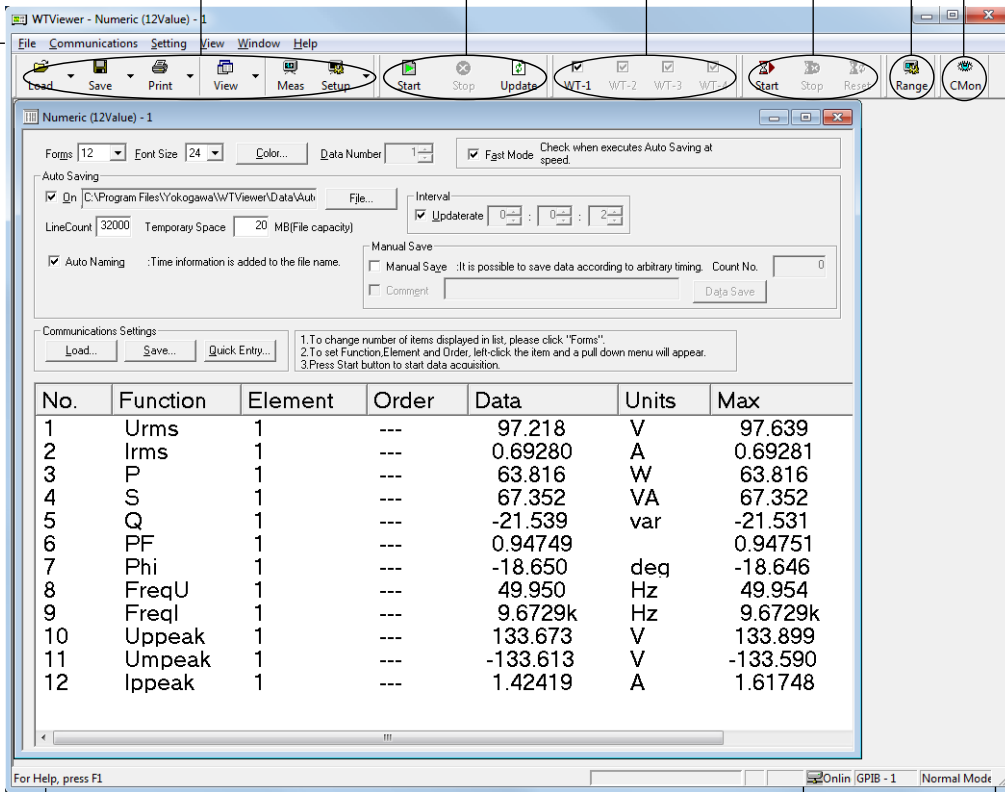 WTViewer - Numeric (12Value) - 1
File Communications Setting View Window Help
Load Save Print View Meas Setup Start Stop Update WT-1 WT-2 WT-3 WT-4 Start Stop Reset Range CMon
Numeric (12Value) - 1
Forms 12 Font Size 24 Color... Data Number 1 Fast Mode Check when executes Auto Saving at
speed.
Auto Saving
On C:\Program Files\Yokogawa\WTViewer\Data\Auto File... Interval
Updaterate 0 : 0 : 2
LineCount 32000 Temporary Space 20 MB(File capacity)
Manual Save
Auto Naming :Time information is added to the file name. Manual Save :It is possible to save data according to arbitrary timing. Count No. 0
Comment Data Save
Communications Settings
Load... Save... Quick Entry...
1.To change number of items displayed in list, please click "Forms".
2.To set Function,Element and Order, left-click the item and a pull down menu will appear.
3.Press Start button to start data acquisition.
No. Function Element Order Data Units Max
1 Urms 1 --- 97.218 V 97.639
2 Irms 1 --- 0.69280 A 0.69281
3 P 1 --- 63.816 W 63.816
4 S 1 --- 67.352 VA 67.352
5 Q 1 --- -21.539 var -21.531
6 PF 1 --- 0.94749 0.94751
7 Phi 1 --- -18.650 deg -18.646
8 FreqU 1 --- 49.950 Hz 49.954
9 FreqI 1 --- 9.6729k Hz 9.6729k
10 Uppeak 1 --- 133.673 V 133.899
11 Umpeak 1 --- -133.613 V -133.590
12 Ippeak 1 --- 1.42419 A 1.61748
For Help, press F1 Onlin GPIB - 1 Normal Mode